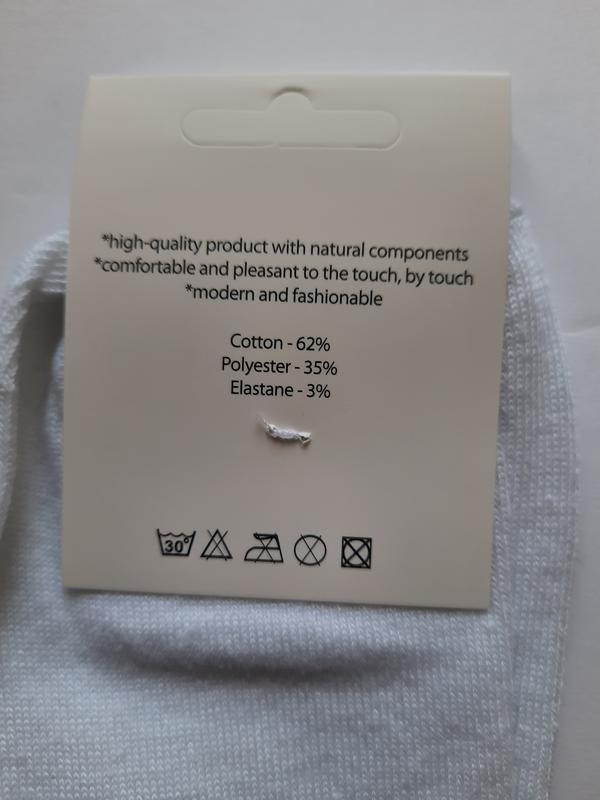 *high-quality product with natural components
*comfortable and pleasant to the touch, by touch
*modern and fashionable
Cotton - 62%
Polyester - 35%
Elastane - 3%
30°